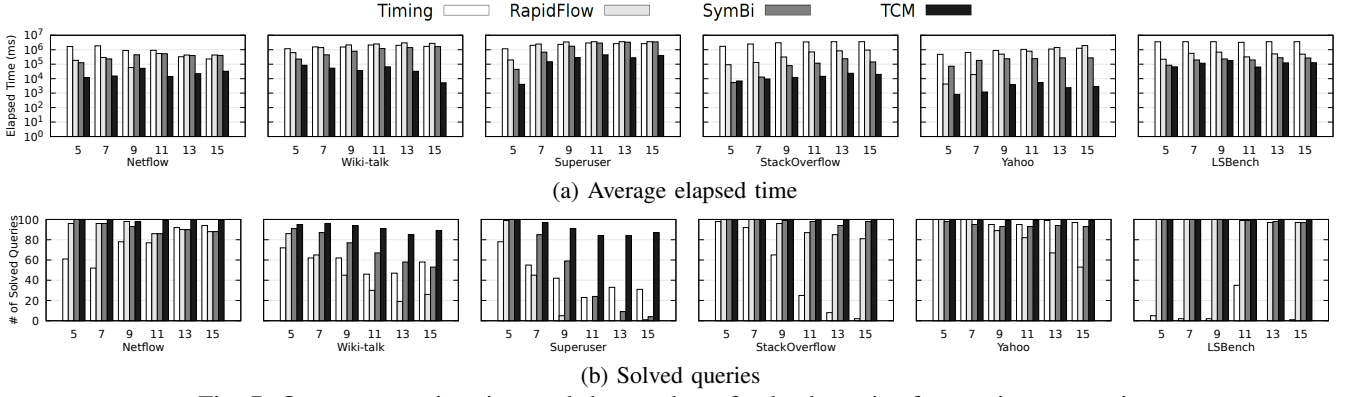 Timing RapidFlow SymBi TCM
Elapsed Time (ms)
10^7
10^6
10^5
10^4
10^3
10^2
10^1
10^0
5 7 9 11 13 15
Netflow
5 7 9 11 13 15
Wiki-talk
5 7 9 11 13 15
Superuser
5 7 9 11 13 15
StackOverflow
5 7 9 11 13 15
Yahoo
5 7 9 11 13 15
LSBench
(a) Average elapsed time
# of Solved Queries
100
80
60
40
20
0
5 7 9 11 13 15
Netflow
5 7 9 11 13 15
Wiki-talk
5 7 9 11 13 15
Superuser
5 7 9 11 13 15
StackOverflow
5 7 9 11 13 15
Yahoo
5 7 9 11 13 15
LSBench
(b) Solved queries